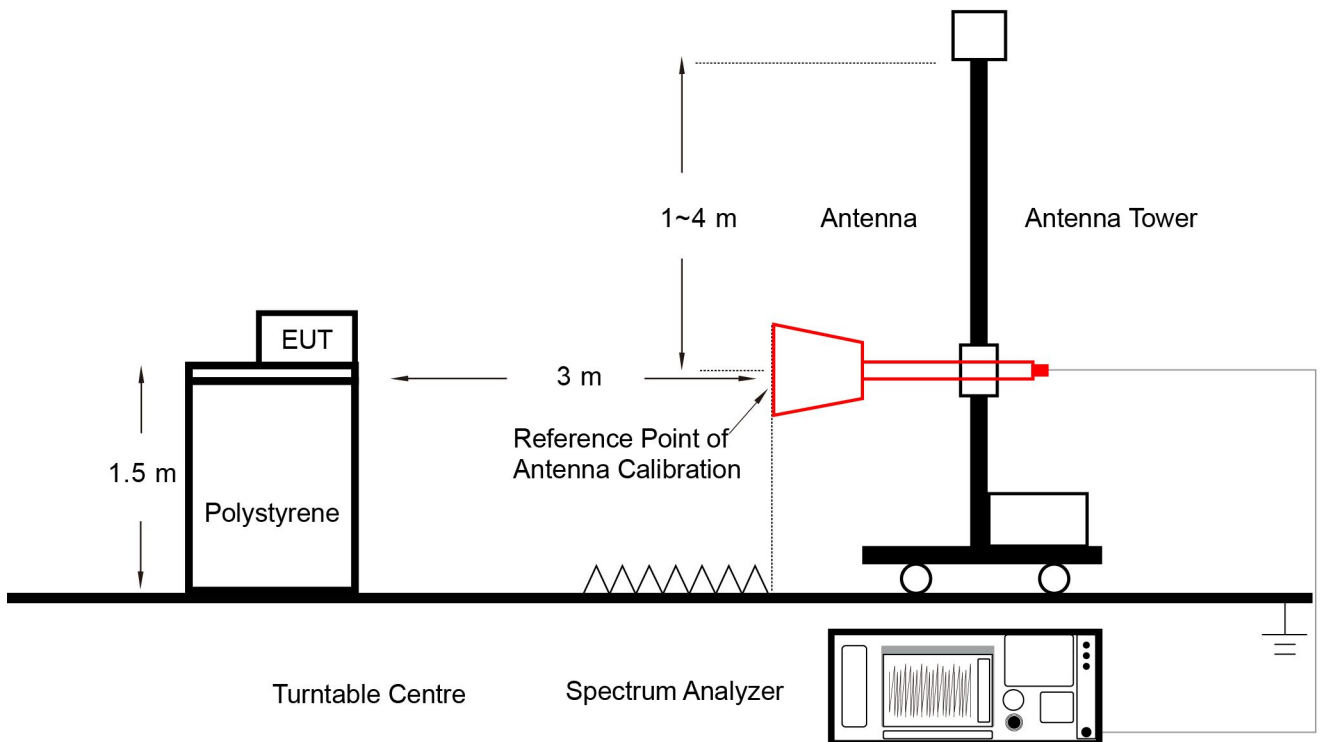 1~4 m
Antenna
Antenna Tower
EUT
3 m
Reference Point of
Antenna Calibration
1.5 m
Polystyrene
Turntable Centre
Spectrum Analyzer